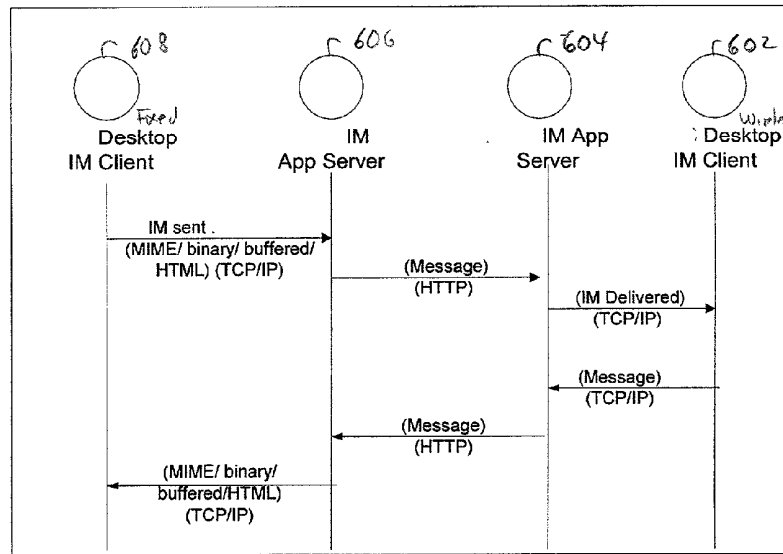 608
606
604
602
Fixed
Desktop
IM Client
IM
App Server
IM App
Server
Desktop
IM Client
IM sent .
(MIME/ binary/ buffered/
HTML) (TCP/IP)
(Message)
(HTTP)
(IM Delivered)
(TCP/IP)
(Message)
(TCP/IP)
(Message)
(HTTP)
(MIME/ binary/
buffered/HTML)
(TCP/IP)